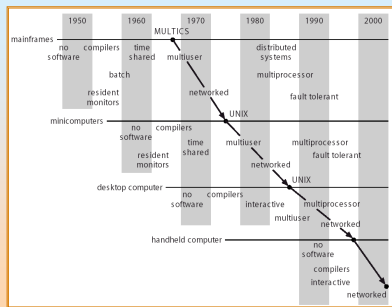 1950 1960 1970 1980 1990 2000
MULTICS
mainframes
no software
compilers
time shared
multiuser
distributed systems
batch
multiprocessor
resident monitors
networked
fault tolerant
UNIX
minicomputers
no software
compilers
time shared
multiuser
multiprocessor
resident monitors
fault tolerant
networked
UNIX
desktop computer
no software
compilers
interactive
multiprocessor
multiuser
networked
handheld computer
no software
compilers
interactive
networked